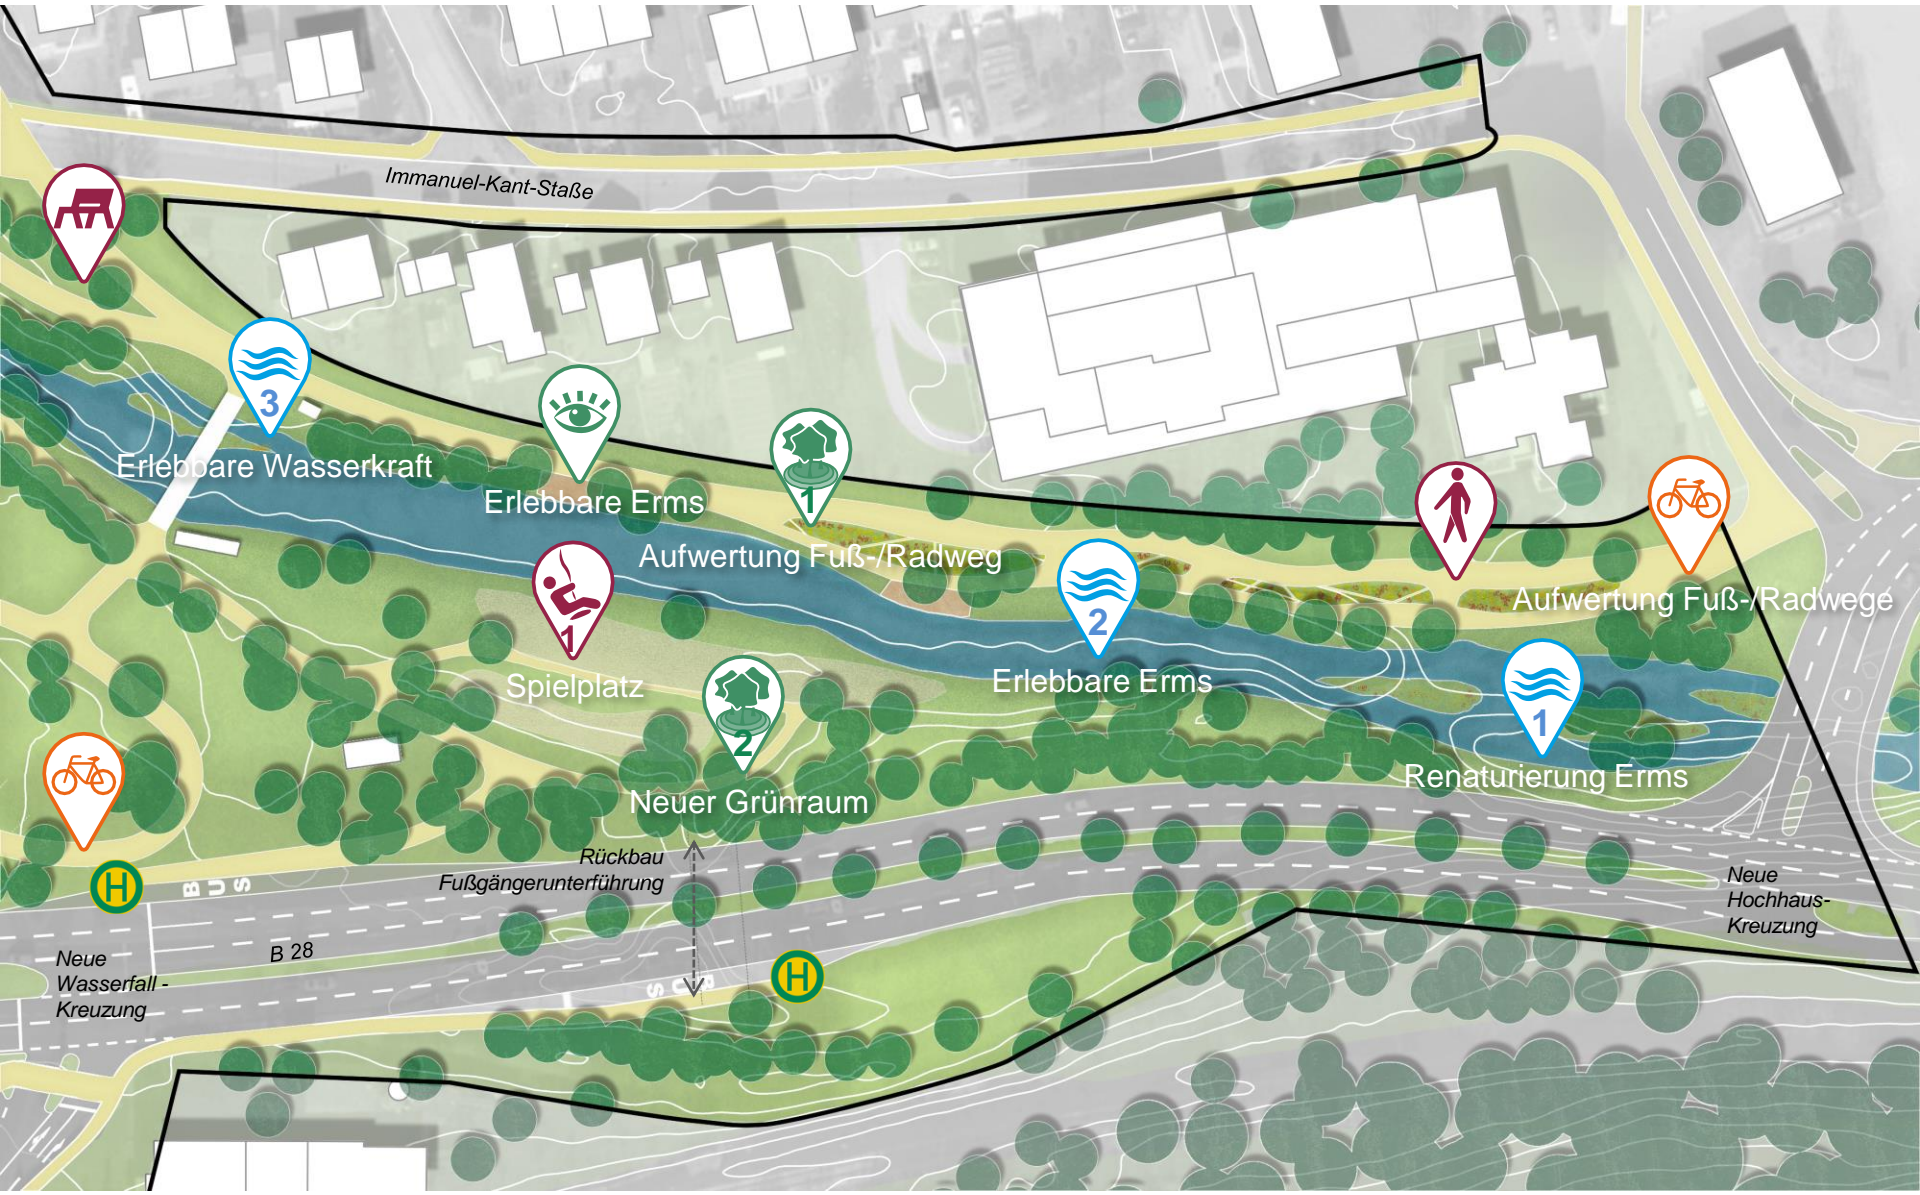 Immanuel-Kant-Staße
3
Erlebbare Wasserkraft
Erlebbare Erms
1
Aufwertung Fuß-/Radweg
Aufwertung Fuß-/Radwege
2
Erlebbare Erms
1
Spielplatz
1
Renaturierung Erms
2
Neuer Grünraum
Rückbau
Fußgängerunterführung
H
BUS
B 28
Neue
Wasserfall -
Kreuzung
H
BUS
Neue
Hochhaus-
Kreuzung